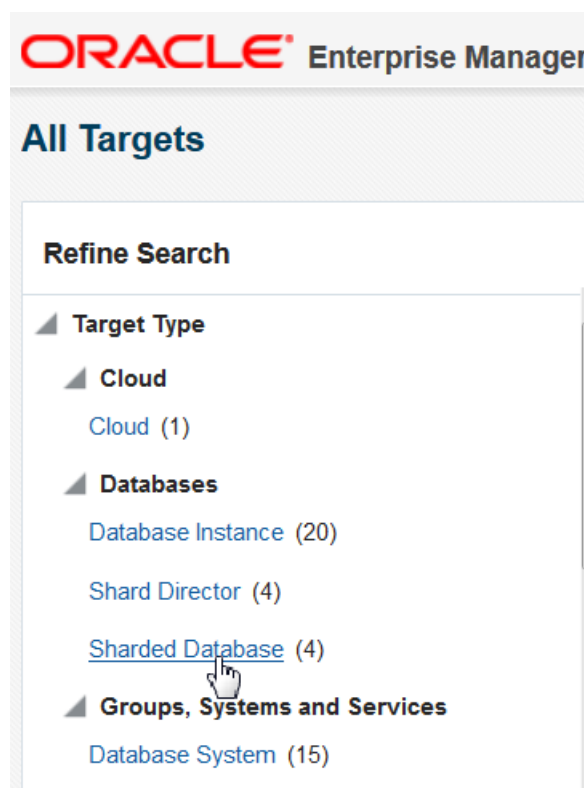 ORACLE Enterprise Manager
All Targets
Refine Search
Target Type
Cloud
Cloud (1)
Databases
Database Instance (20)
Shard Director (4)
Sharded Database (4)
Groups, Systems and Services
Database System (15)